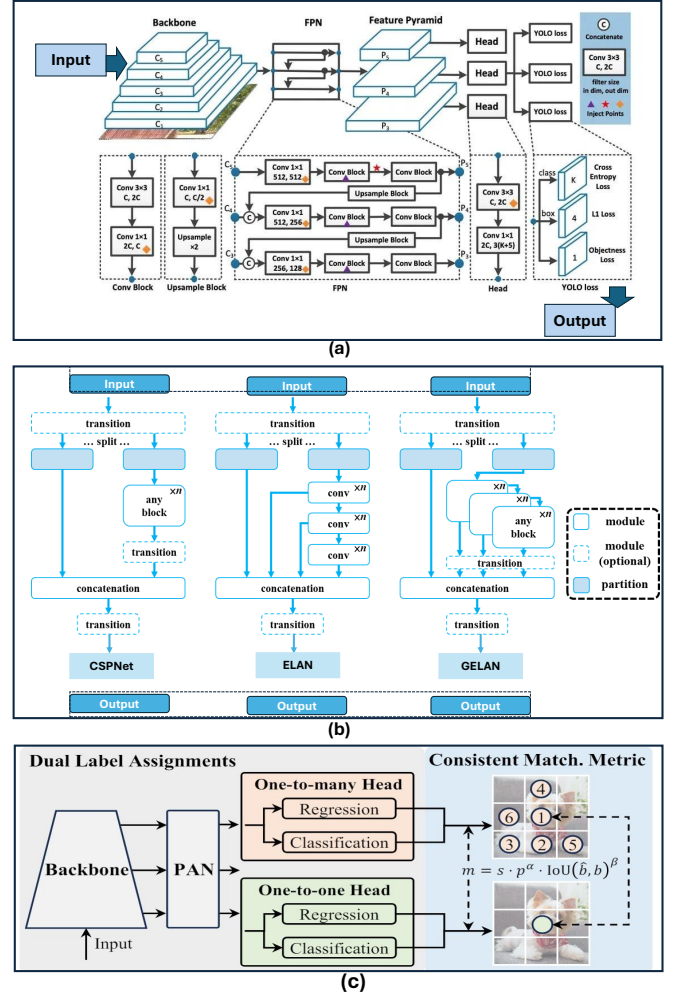 Input
Backbone
C5
C4
C3
C2
C1
FPN
Feature Pyramid
P5
P4
P3
Head
Head
Head
YOLO loss
YOLO loss
YOLO loss
C
Concatenate
Conv 3×3
C, 2C
filter size
in dim, out dim
Inject Points
Conv 3×3
C, 2C
Conv 1×1
2C, C
Conv Block
Conv 1×1
C, C/2
Upsample
×2
Upsample Block
C5
Conv 1×1
512, 512
Conv Block
Conv Block
P5
Upsample Block
C4
C
Conv 1×1
512, 256
Conv Block
Conv Block
P4
Upsample Block
C3
C
Conv 1×1
256, 128
Conv Block
Conv Block
P3
FPN
Conv 3×3
C, 2C
Conv 1×1
2C, 3(K+5)
Head
class
K
Cross
Entropy
Loss
box
4
L1 Loss
1
Objectness
Loss
YOLO loss
Output
(a)
Input
transition
... split ...
any
block
×n
transition
concatenation
transition
CSPNet
Output
Input
transition
... split ...
conv
×n
conv
×n
conv
×n
concatenation
transition
ELAN
Output
Input
transition
... split ...
×n
×n
any
block
×n
transition
concatenation
transition
GELAN
Output
module
module
(optional)
partition
(b)
Dual Label Assignments
Consistent Match. Metric
Backbone
Input
PAN
One-to-many Head
Regression
Classification
One-to-one Head
Regression
Classification
4
6 1
3 2 5
m = s · p^α · IoU(b̂, b)^β
(c)